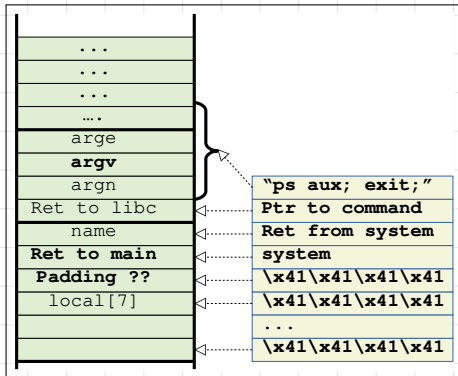 ...
...
...
….
arge
argv
argn
Ret to libc
name
Ret to main
Padding ??
local[7]
“ps aux; exit;”
Ptr to command
Ret from system
system
\x41\x41\x41\x41
\x41\x41\x41\x41
...
\x41\x41\x41\x41